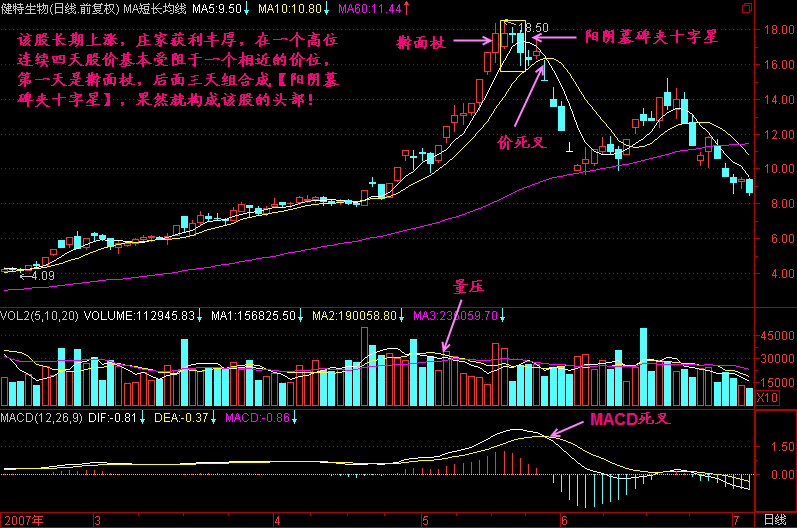 健特生物(日线.前复权) MA短长均线 MA5:9.50↓ MA10:10.80↓ MA60:11.44↑
该股长期上涨，庄家获利丰厚，在一个高位
连续四天股价基本受阻于一个相近的价位，
第一天是擀面杖，后面三天组合成【阳阴墓
碑夹十字星】，果然就构成该股的头部！
擀面杖
18.50
阳阴墓碑夹十字星
价死叉
4.09
18.00
16.00
14.00
12.00
10.00
8.00
6.00
4.00
量压
VOL2(5,10,20) VOLUME:112945.83↓ MA1:156825.50↓ MA2:190058.80↓ MA3:236059.70↓
45000
30000
15000
X10
MACD(12,26,9) DIF:-0.81↓ DEA:-0.37↓ MACD:-0.86↓
MACD死叉
1.50
0.00
2007年 3 4 5 6 7 日线